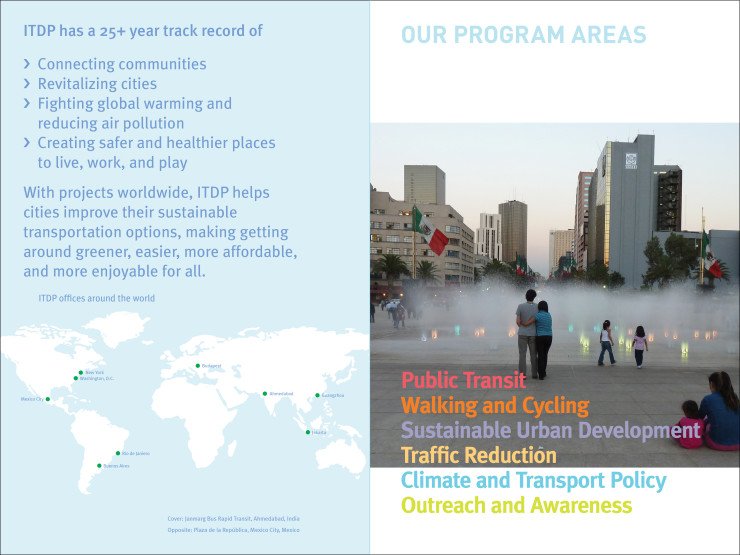 ITDP has a 25+ year track record of
› Connecting communities
› Revitalizing cities
› Fighting global warming and
reducing air pollution
› Creating safer and healthier places
to live, work, and play
With projects worldwide, ITDP helps
cities improve their sustainable
transportation options, making getting
around greener, easier, more affordable,
and more enjoyable for all.
ITDP offices around the world
New York
Washington, D.C.
Mexico City
Budapest
Ahmedabad
Guangzhou
Jakarta
Rio de Janeiro
Buenos Aires
Cover: Janmarg Bus Rapid Transit, Ahmedabad, India
Opposite: Plaza de la República, Mexico City, Mexico
OUR PROGRAM AREAS
Public Transit
Walking and Cycling
Sustainable Urban Development
Traffic Reduction
Climate and Transport Policy
Outreach and Awareness